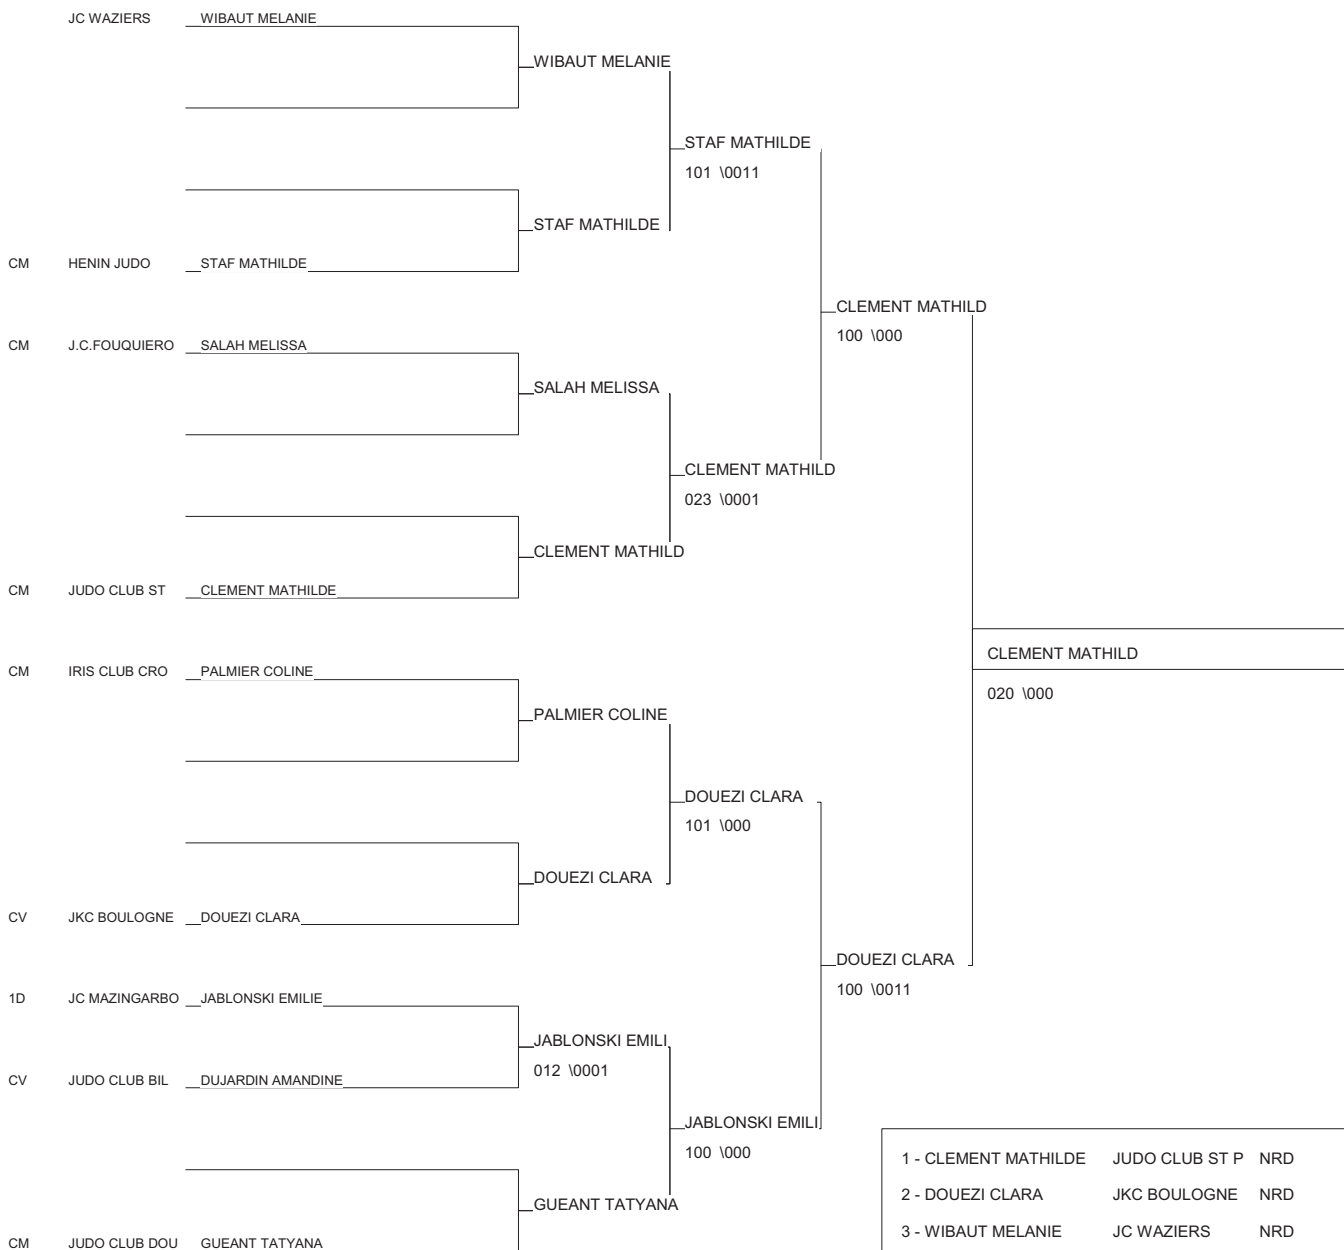 JC WAZIERS WIBAUT MELANIE
WIBAUT MELANIE
STAF MATHILDE
101 \0011
STAF MATHILDE
CM HENIN JUDO STAF MATHILDE
CLEMENT MATHILD
100 \000
CM J.C.FOUQUIERO SALAH MELISSA
SALAH MELISSA
CLEMENT MATHILD
023 \0001
CLEMENT MATHILD
CM JUDO CLUB ST CLEMENT MATHILDE
CLEMENT MATHILD
020 \000
CM IRIS CLUB CRO PALMIER COLINE
PALMIER COLINE
DOUEZI CLARA
101 \000
DOUEZI CLARA
CV JKC BOULOGNE DOUEZI CLARA
DOUEZI CLARA
100 \0011
1D JC MAZINGARBO JABLONSKI EMILIE
JABLONSKI EMILI
012 \0001
CV JUDO CLUB BIL DUJARDIN AMANDINE
JABLONSKI EMILI
100 \000
GUEANT TATYANA
CM JUDO CLUB DOU GUEANT TATYANA
1 - CLEMENT MATHILDE JUDO CLUB ST P NRD
2 - DOUEZI CLARA JKC BOULOGNE NRD
3 - WIBAUT MELANIE JC WAZIERS NRD